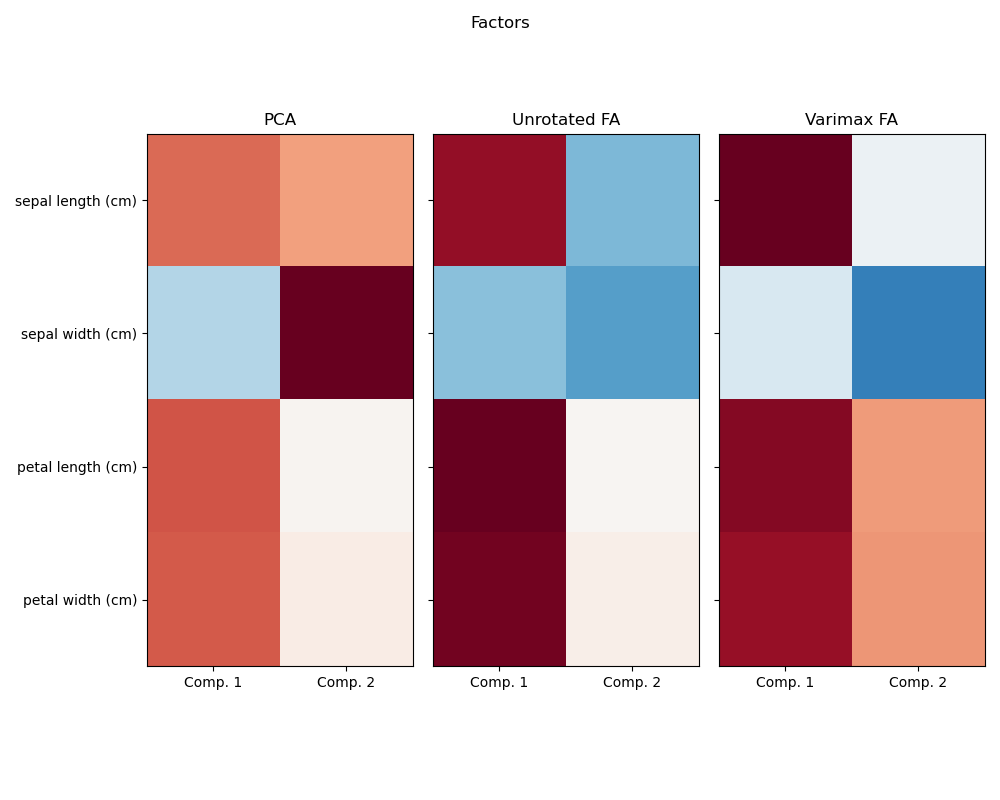 Factors
PCA
Unrotated FA
Varimax FA
sepal length (cm)
sepal width (cm)
petal length (cm)
petal width (cm)
Comp. 1
Comp. 2
Comp. 1
Comp. 2
Comp. 1
Comp. 2